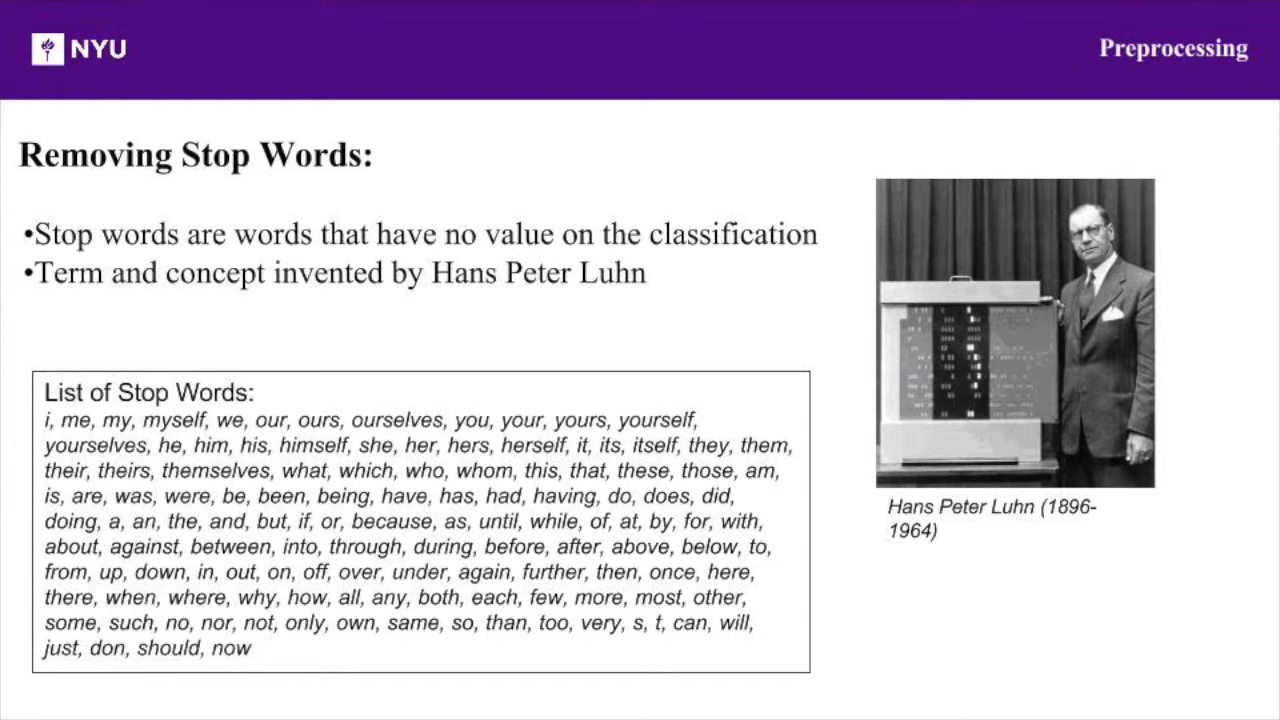 NYU
Preprocessing
Removing Stop Words:
•Stop words are words that have no value on the classification
•Term and concept invented by Hans Peter Luhn
List of Stop Words:
i, me, my, myself, we, our, ours, ourselves, you, your, yours, yourself,
yourselves, he, him, his, himself, she, her, hers, herself, it, its, itself, they, them,
their, theirs, themselves, what, which, who, whom, this, that, these, those, am,
is, are, was, were, be, been, being, have, has, had, having, do, does, did,
doing, a, an, the, and, but, if, or, because, as, until, while, of, at, by, for, with,
about, against, between, into, through, during, before, after, above, below, to,
from, up, down, in, out, on, off, over, under, again, further, then, once, here,
there, when, where, why, how, all, any, both, each, few, more, most, other,
some, such, no, nor, not, only, own, same, so, than, too, very, s, t, can, will,
just, don, should, now
Hans Peter Luhn (1896-
1964)